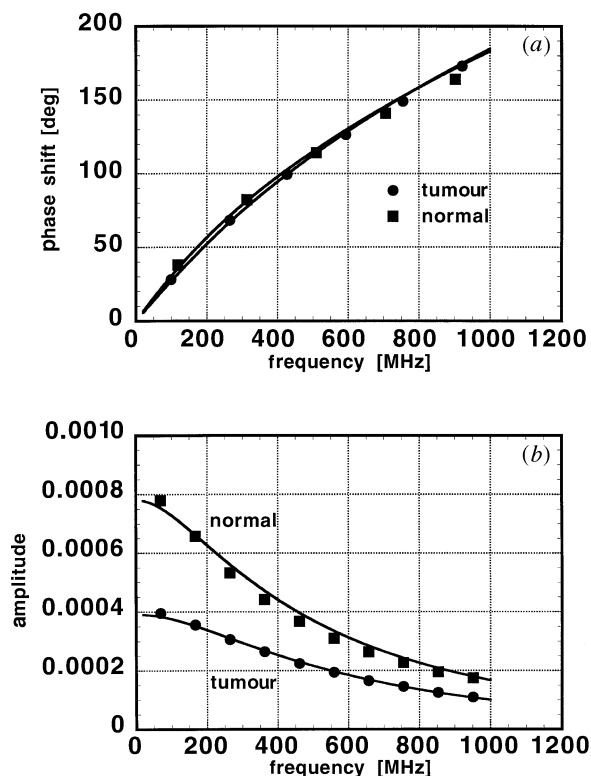 200
(a)
150
100
50
0
phase shift [deg]
tumour
normal
0 200 400 600 800 1000 1200
frequency [MHz]
0.0010
(b)
0.0008
0.0006
0.0004
0.0002
0
amplitude
normal
tumour
0 200 400 600 800 1000 1200
frequency [MHz]